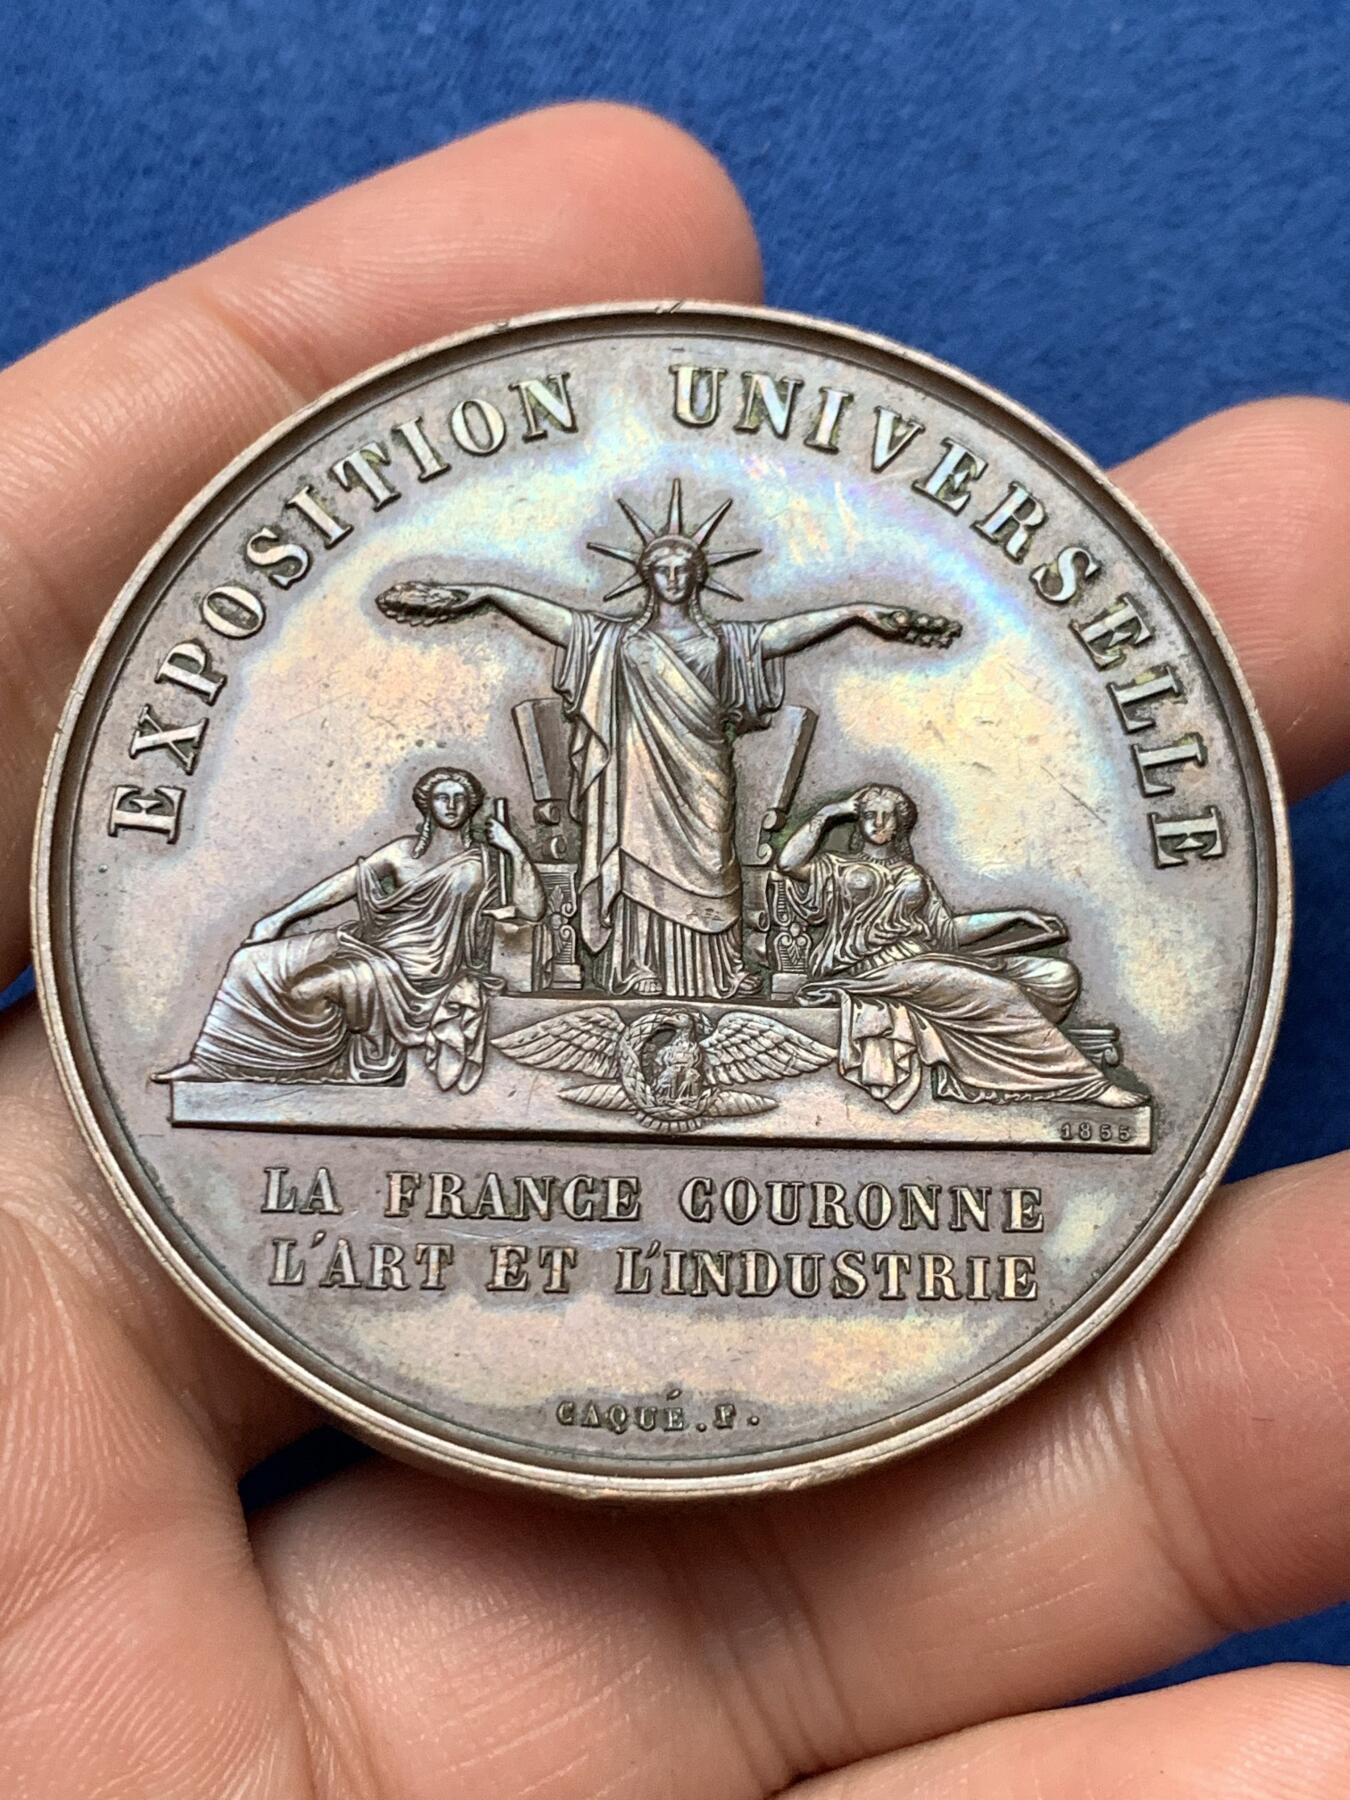 EXPOSITION UNIVERSELLE
1855
LA FRANCE COURONNE
L'ART ET L'INDUSTRIE
CAQUÉ.F.